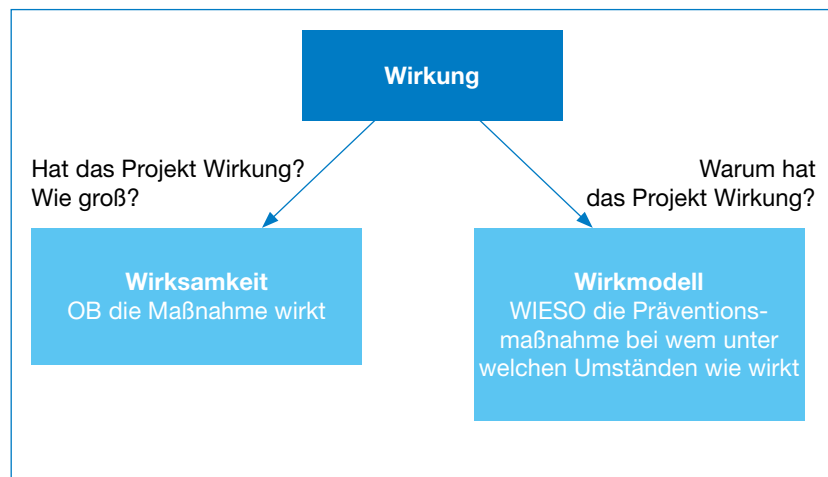 Wirkung
Hat das Projekt Wirkung?
Wie groß?
Warum hat
das Projekt Wirkung?
Wirksamkeit
OB die Maßnahme wirkt
Wirkmodell
WIESO die Präventions-
maßnahme bei wem unter
welchen Umständen wie wirkt